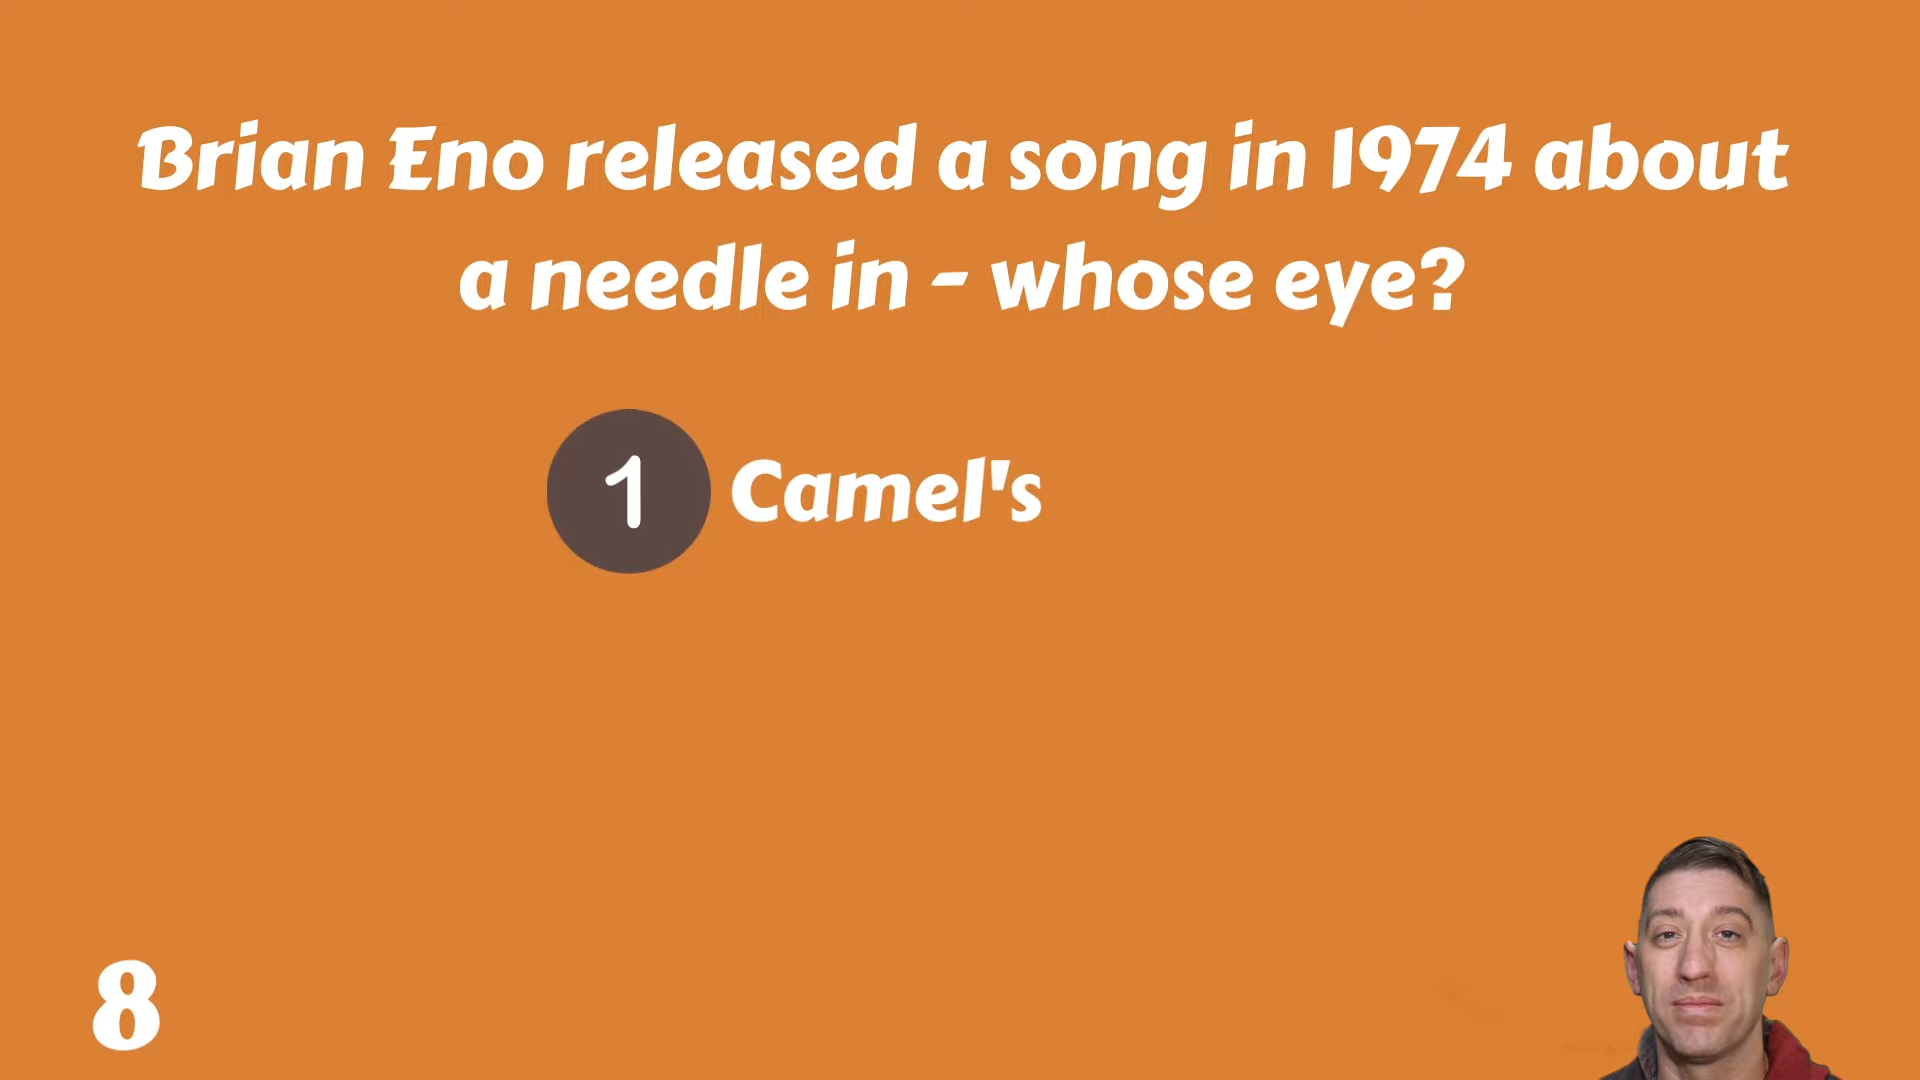 Brian Eno released a song in 1974 about
a needle in - whose eye?
1 Camel's
8